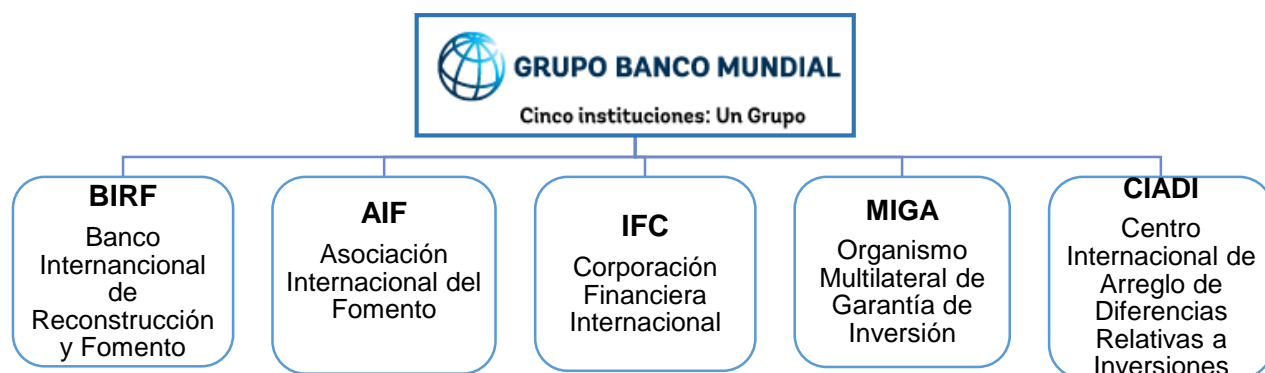 GRUPO BANCO MUNDIAL
Cinco instituciones: Un Grupo
BIRF
Banco
Internancional
de
Reconstrucción
y Fomento
AIF
Asociación
Internacional del
Fomento
IFC
Corporación
Financiera
Internacional
MIGA
Organismo
Multilateral de
Garantía de
Inversión
CIADI
Centro
Internacional de
Arreglo de
Diferencias
Relativas a
Inversiones